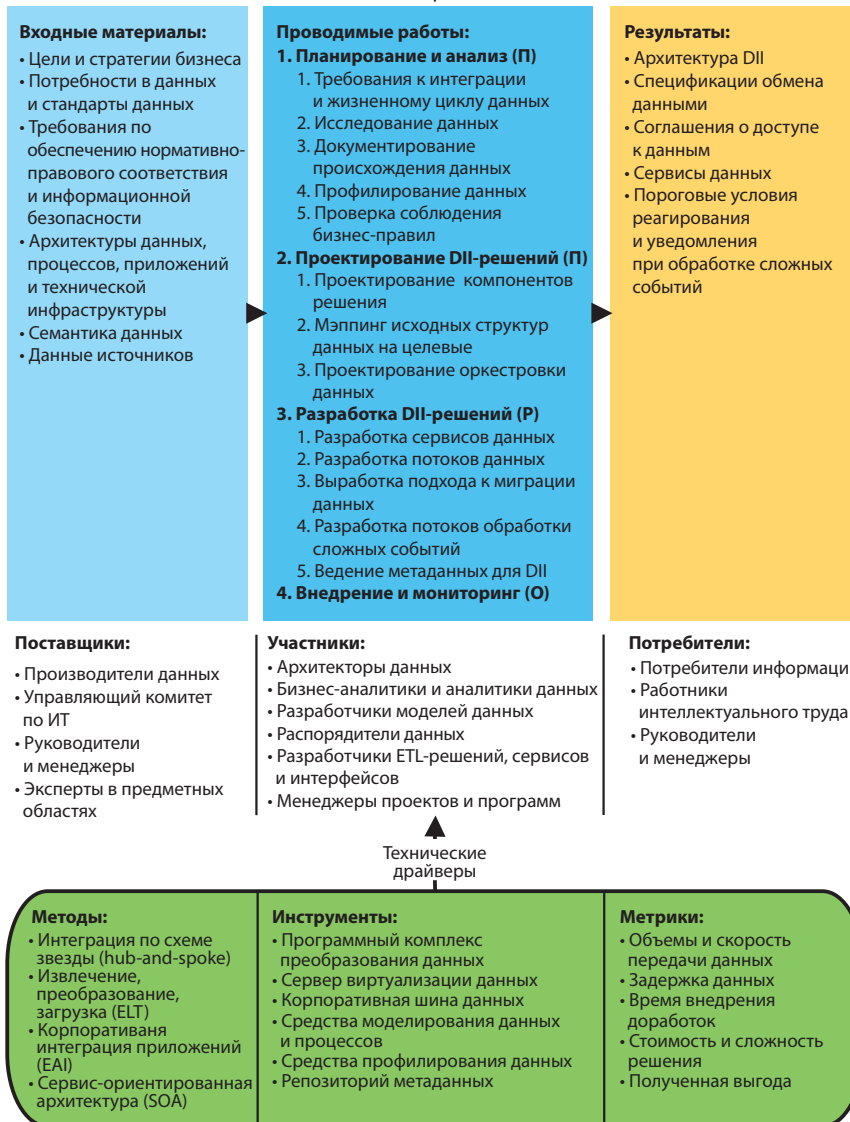 Входные материалы:
• Цели и стратегии бизнеса
• Потребности в данных
и стандарты данных
• Требования по
обеспечению нормативно-
правового соответствия
и информационной
безопасности
• Архитектуры данных,
процессов, приложений
и технической
инфраструктуры
• Семантика данных
• Данные источников
Проводимые работы:
1. Планирование и анализ (П)
1. Требования к интеграции
и жизненному циклу данных
2. Исследование данных
3. Документирование
происхождения данных
4. Профилирование данных
5. Проверка соблюдения
бизнес-правил
2. Проектирование DII-решений (П)
1. Проектирование компонентов
решения
2. Мэппинг исходных структур
данных на целевые
3. Проектирование оркестровки
данных
3. Разработка DII-решений (Р)
1. Разработка сервисов данных
2. Разработка потоков данных
3. Выработка подхода к миграции
данных
4. Разработка потоков обработки
сложных событий
5. Ведение метаданных для DII
4. Внедрение и мониторинг (О)
Результаты:
• Архитектура DII
• Спецификации обмена
данными
• Соглашения о доступе
к данным
• Сервисы данных
• Пороговые условия
реагирования
и уведомления
при обработке сложных
событий
Поставщики:
• Производители данных
• Управляющий комитет
по ИТ
• Руководители
и менеджеры
• Эксперты в предметных
областях
Участники:
• Архитекторы данных
• Бизнес-аналитики и аналитики данных
• Разработчики моделей данных
• Распорядители данных
• Разработчики ETL-решений, сервисов
и интерфейсов
• Менеджеры проектов и программ
Потребители:
• Потребители информаци
• Работники
интеллектуального труда
• Руководители
и менеджеры
Технические
драйверы
Методы:
• Интеграция по схеме
звезды (hub-and-spoke)
• Извлечение,
преобразование,
загрузка (ELT)
• Корпоративаня
интеграция приложений
(EAI)
• Сервис-ориентированная
архитектура (SOA)
Инструменты:
• Программный комплекс
преобразования данных
• Сервер виртуализации данных
• Корпоративная шина данных
• Средства моделирования данных
и процессов
• Средства профилирования данных
• Репозиторий метаданных
Метрики:
• Объемы и скорость
передачи данных
• Задержка данных
• Время внедрения
доработок
• Стоимость и сложность
решения
• Полученная выгода